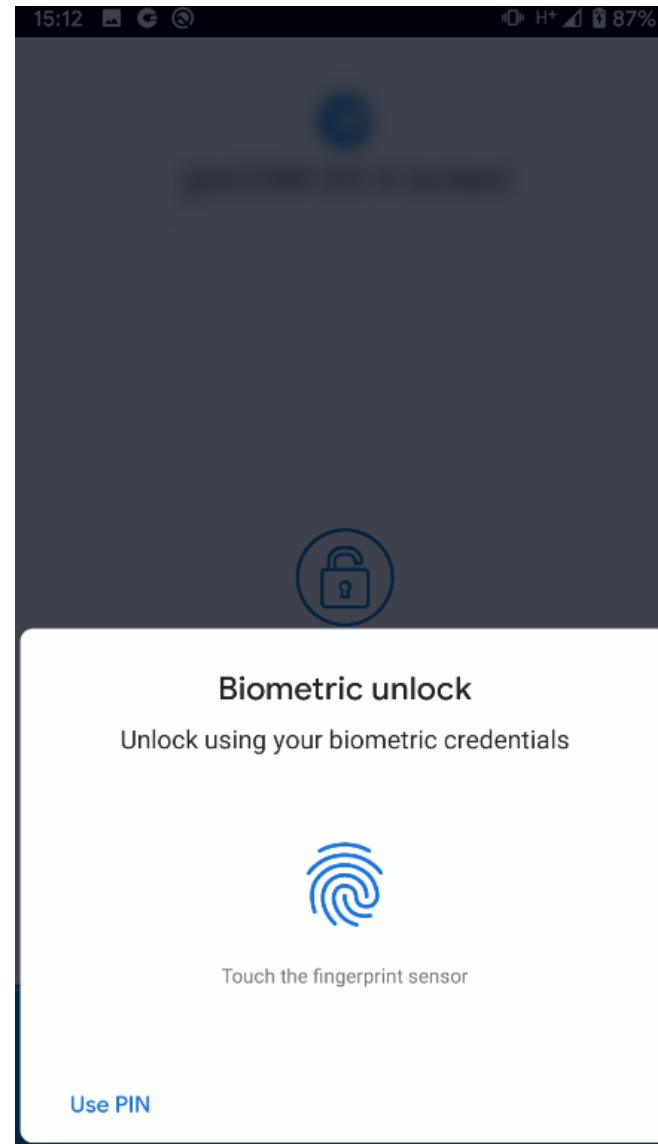 15:12 H+ 87%
Biometric unlock
Unlock using your biometric credentials
Touch the fingerprint sensor
Use PIN